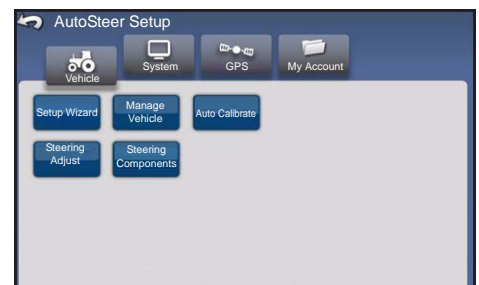 AutoSteer Setup
Vehicle
System
GPS
My Account
Setup Wizard
Manage
Vehicle
Auto Calibrate
Steering
Adjust
Steering
Components